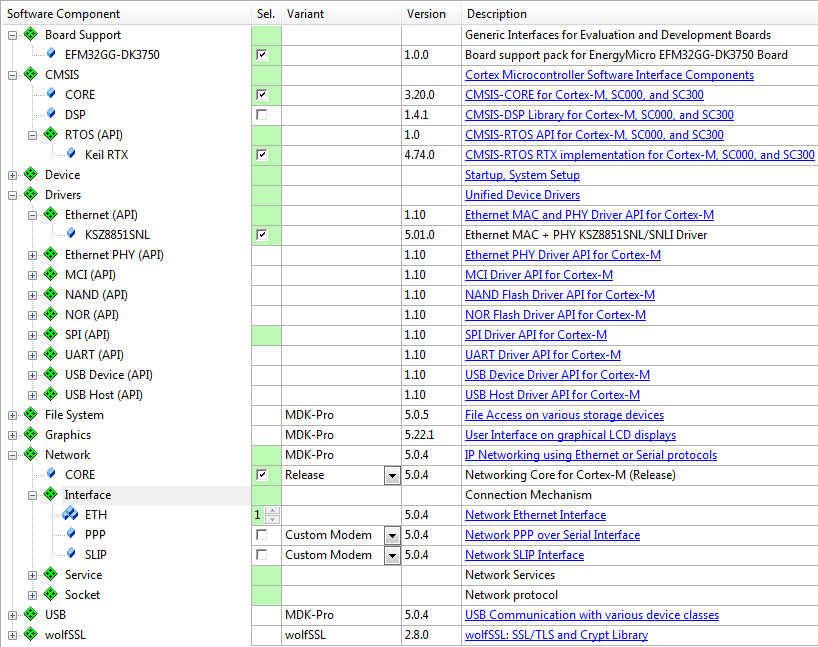 Software Component Sel. Variant Version Description
Board Support Generic Interfaces for Evaluation and Development Boards
EFM32GG-DK3750 1.0.0 Board support pack for EnergyMicro EFM32GG-DK3750 Board
CMSIS Cortex Microcontroller Software Interface Components
CORE 3.20.0 CMSIS-CORE for Cortex-M, SC000, and SC300
DSP 1.4.1 CMSIS-DSP Library for Cortex-M, SC000, and SC300
RTOS (API) 1.0 CMSIS-RTOS API for Cortex-M, SC000, and SC300
Keil RTX 4.74.0 CMSIS-RTOS RTX implementation for Cortex-M, SC000, and SC300
Device Startup, System Setup
Drivers Unified Device Drivers
Ethernet (API) 1.10 Ethernet MAC and PHY Driver API for Cortex-M
KSZ8851SNL 5.01.0 Ethernet MAC + PHY KSZ8851SNL/SNLI Driver
Ethernet PHY (API) 1.10 Ethernet PHY Driver API for Cortex-M
MCI (API) 1.10 MCI Driver API for Cortex-M
NAND (API) 1.10 NAND Flash Driver API for Cortex-M
NOR (API) 1.10 NOR Flash Driver API for Cortex-M
SPI (API) 1.10 SPI Driver API for Cortex-M
UART (API) 1.10 UART Driver API for Cortex-M
USB Device (API) 1.10 USB Device Driver API for Cortex-M
USB Host (API) 1.10 USB Host Driver API for Cortex-M
File System MDK-Pro 5.0.5 File Access on various storage devices
Graphics MDK-Pro 5.22.1 User Interface on graphical LCD displays
Network MDK-Pro 5.0.4 IP Networking using Ethernet or Serial protocols
CORE Release 5.0.4 Networking Core for Cortex-M (Release)
Interface Connection Mechanism
ETH 1 5.0.4 Network Ethernet Interface
PPP Custom Modem 5.0.4 Network PPP over Serial Interface
SLIP Custom Modem 5.0.4 Network SLIP Interface
Service Network Services
Socket Network protocol
USB MDK-Pro 5.0.4 USB Communication with various device classes
wolfSSL wolfSSL 2.8.0 wolfSSL: SSL/TLS and Crypt Library